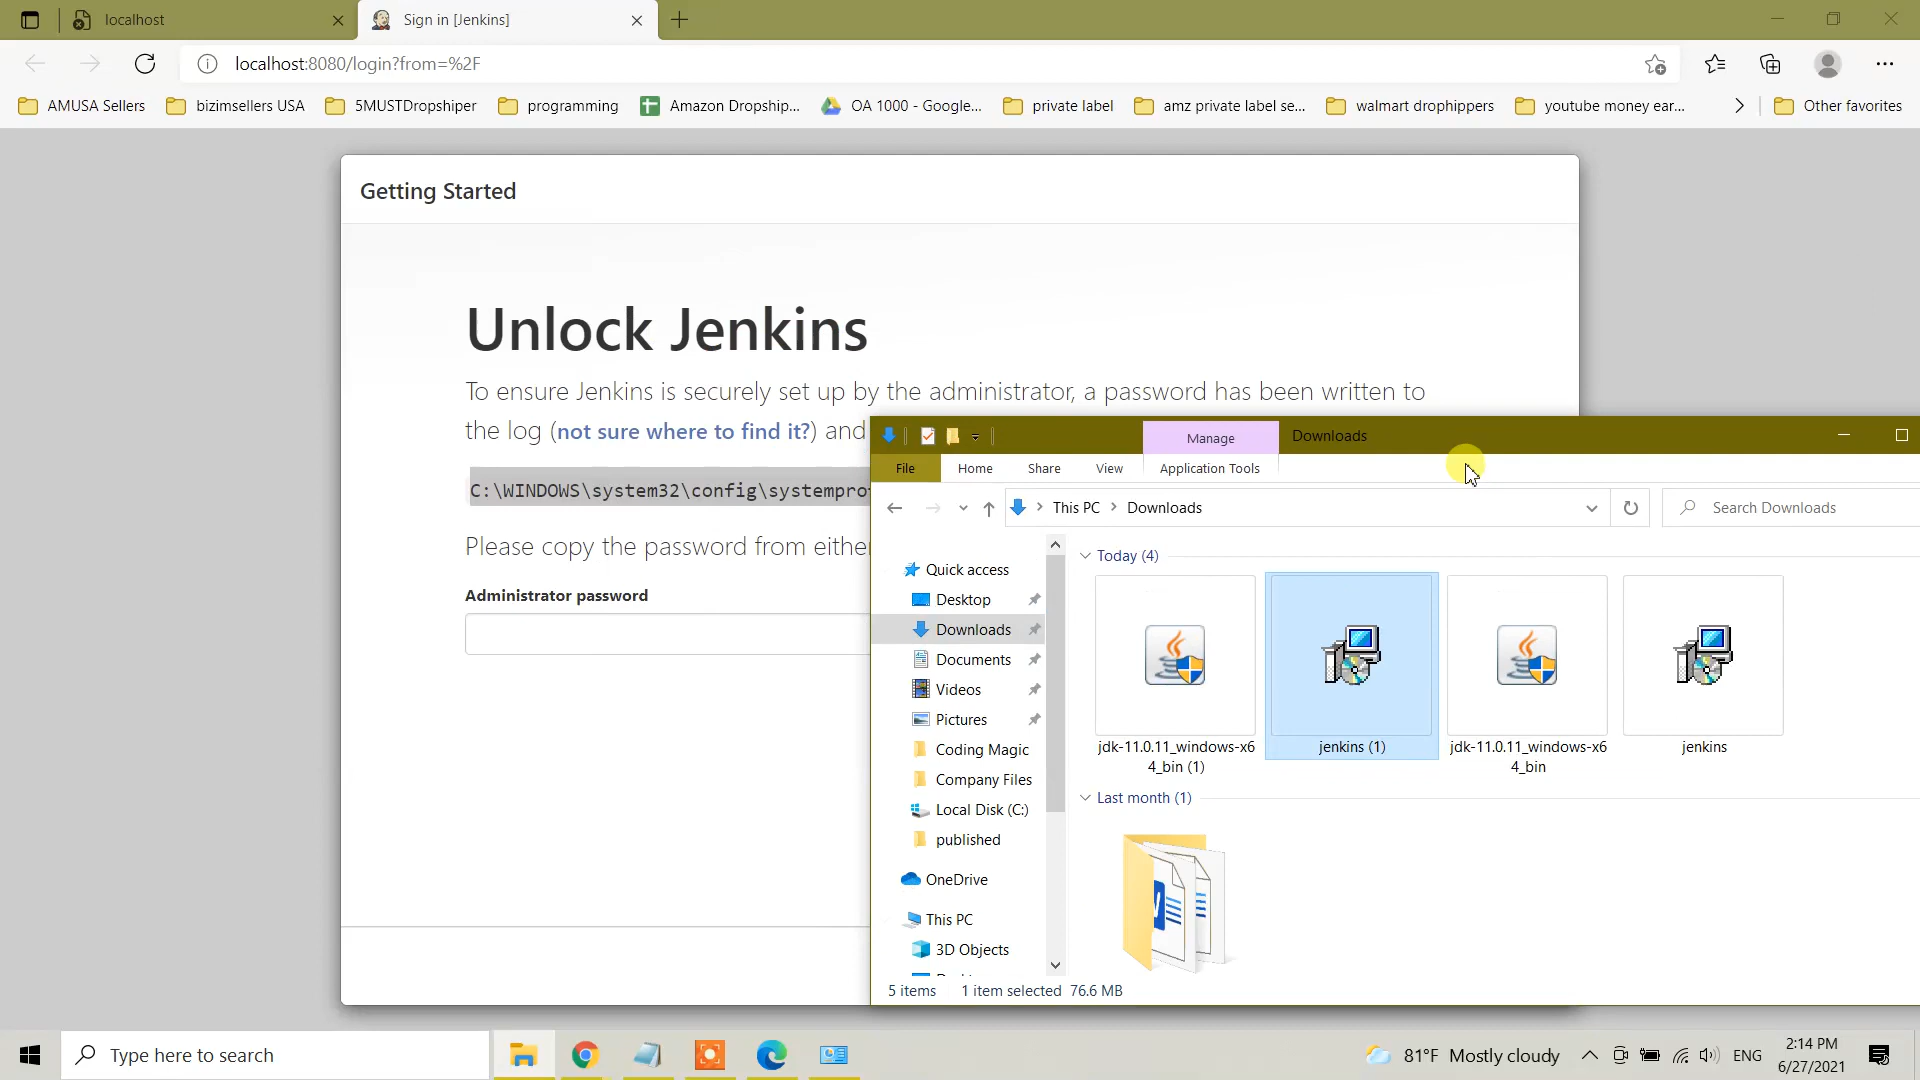 localhost
Sign in [Jenkins]
localhost:8080/login?from=%2F
AMUSA Sellers
bizimsellers USA
5MUSTDropshiper
programming
Amazon Dropship...
OA 1000 - Google...
private label
amz private label se...
walmart drophippers
youtube money ear...
Other favorites
Getting Started
Unlock Jenkins
To ensure Jenkins is securely set up by the administrator, a password has been written to
the log (not sure where to find it?) and
C:\WINDOWS\system32\config\systempro
Please copy the password from either
Administrator password
Manage
Downloads
File
Home
Share
View
Application Tools
This PC
Downloads
Search Downloads
Quick access
Desktop
Downloads
Documents
Videos
Pictures
Coding Magic
Company Files
Local Disk (C:)
published
OneDrive
This PC
3D Objects
Today (4)
jdk-11.0.11_windows-x6
4_bin (1)
jenkins (1)
jdk-11.0.11_windows-x6
4_bin
jenkins
Last month (1)
5 items
1 item selected 76.6 MB
Type here to search
81°F Mostly cloudy
ENG
2:14 PM
6/27/2021